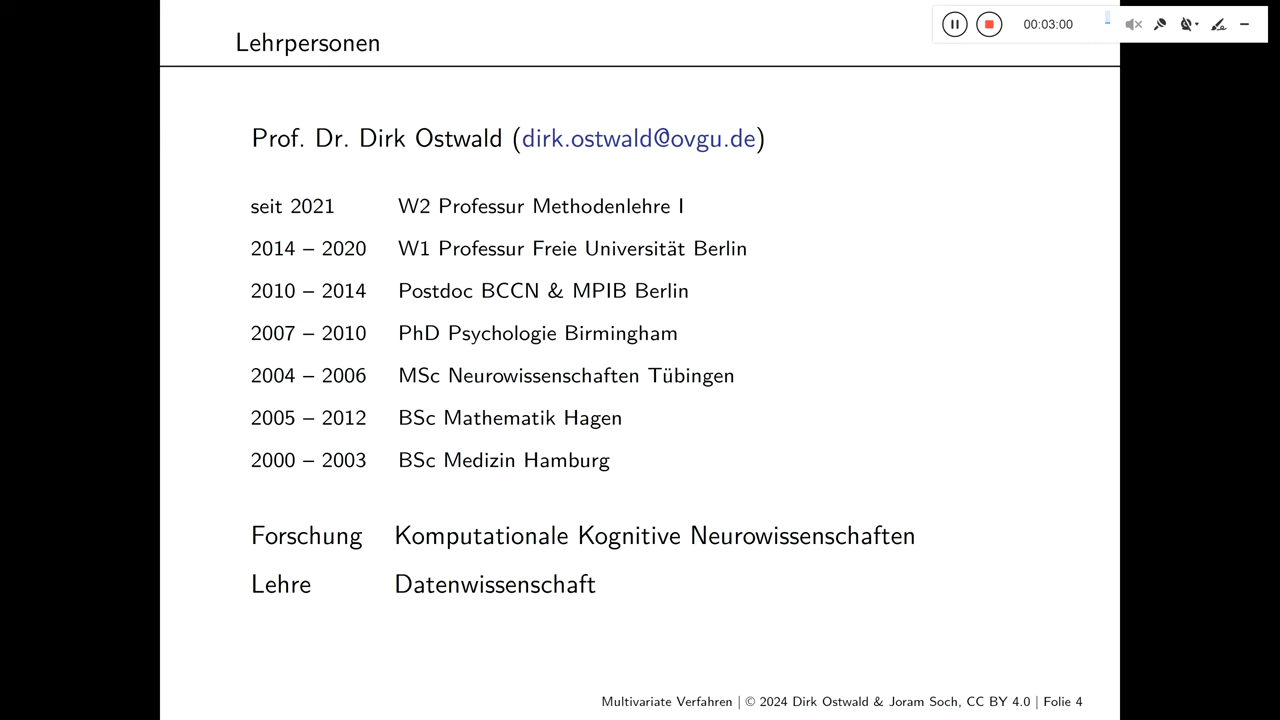 Lehrpersonen
00:03:00
Prof. Dr. Dirk Ostwald (dirk.ostwald@ovgu.de)
seit 2021 W2 Professur Methodenlehre I
2014 – 2020 W1 Professur Freie Universität Berlin
2010 – 2014 Postdoc BCCN & MPIB Berlin
2007 – 2010 PhD Psychologie Birmingham
2004 – 2006 MSc Neurowissenschaften Tübingen
2005 – 2012 BSc Mathematik Hagen
2000 – 2003 BSc Medizin Hamburg
Forschung Komputationale Kognitive Neurowissenschaften
Lehre Datenwissenschaft
Multivariate Verfahren | © 2024 Dirk Ostwald & Joram Soch, CC BY 4.0 | Folie 4